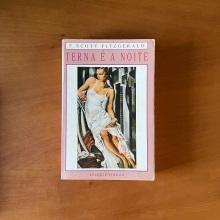 F. SCOTT FITZGERALD
TERNA É A NOITE